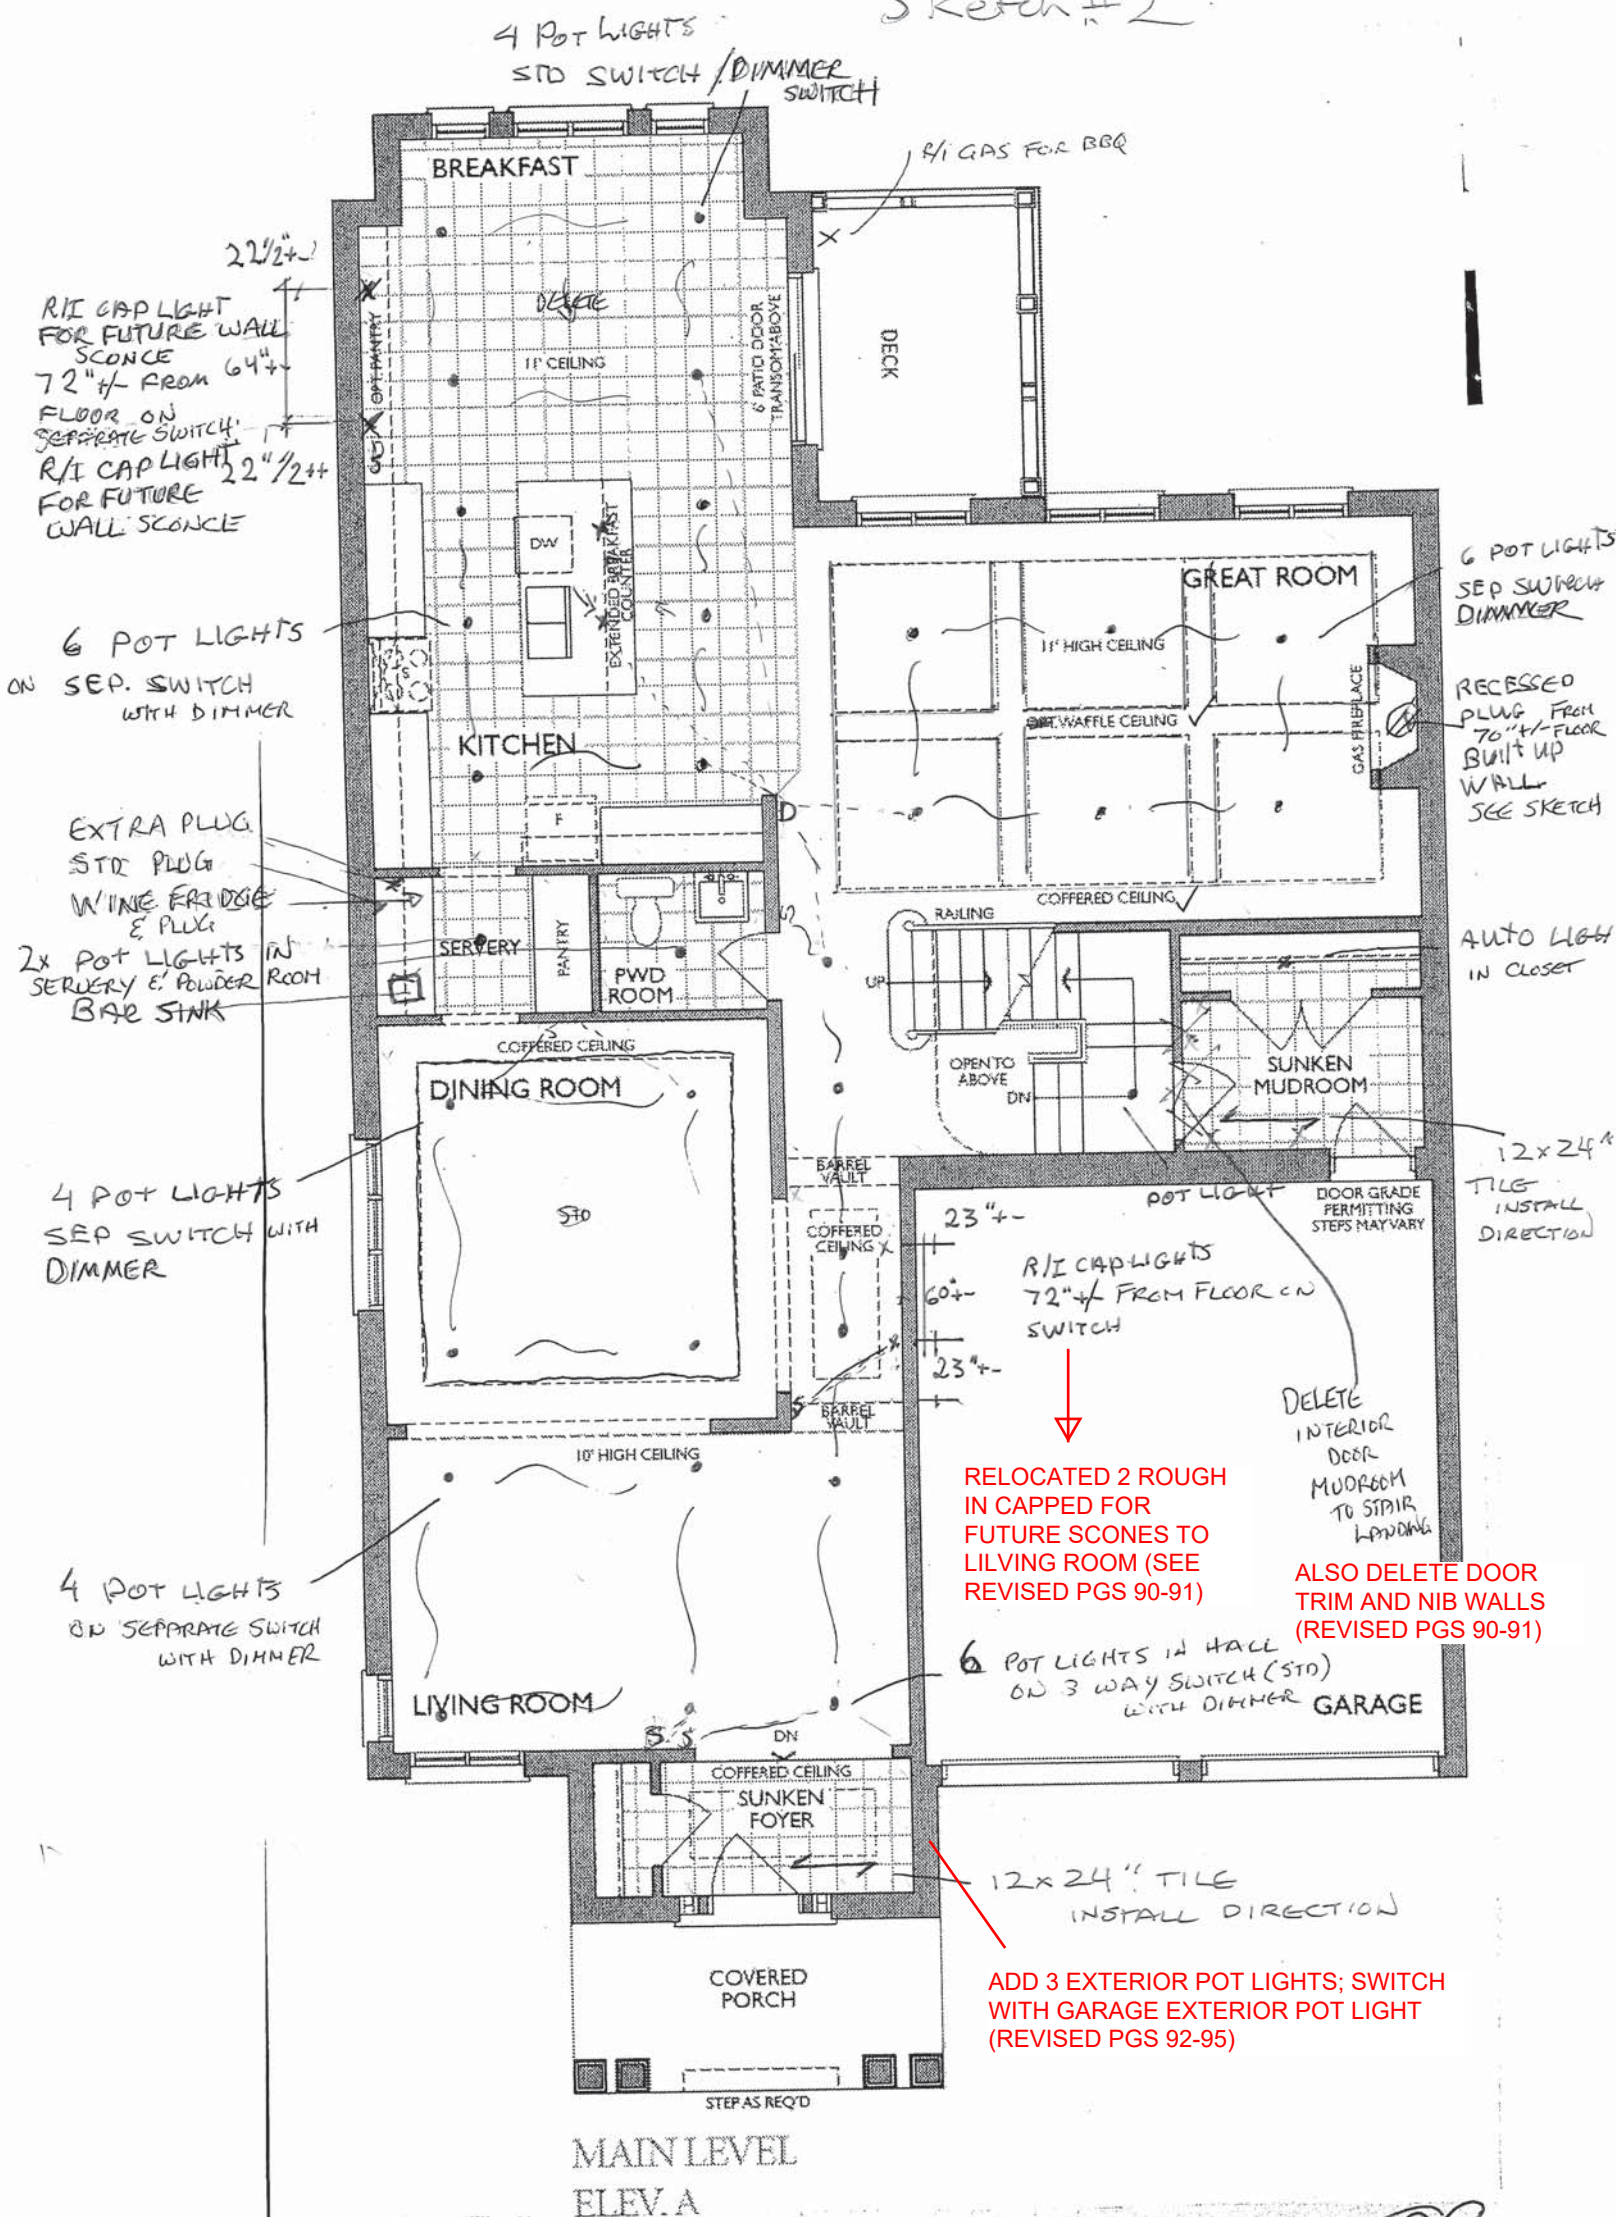 Sketch #2
4 POT LIGHTS
STD SWITCH / DIMMER
SWITCH
R/I GAS FOR BBQ
BREAKFAST
22 1/2"+-
R/I CAP LIGHT
FOR FUTURE WALL
SCONCE
72" +/- FROM
FLOOR ON
SEPERATE SWITCH
64"+-
R/I CAP LIGHT
FOR FUTURE
WALL SCONCE
22" 1/2 +-
OPT. PANTRY
DELETE
11' CEILING
6' PATIO DOOR
TRANSOM ABOVE
DECK
DW
EXTENDED BREAKFAST
COUNTER
GREAT ROOM
6 POT LIGHTS
SEP SWITCH
DIMMER
11' HIGH CEILING
6 POT LIGHTS
ON SEP. SWITCH
WITH DIMMER
S
OPT. WAFFLE CEILING
GAS FIREPLACE
RECESSED
PLUG FROM
70" +/- FLOOR
BUILT UP
WALL
SEE SKETCH
KITCHEN
F
D
EXTRA PLUG
STD PLUG
WINE FRIDGE
& PLUG
2x POT LIGHTS IN
SERVERY & POWDER ROOM
BAR SINK
SERVERY
PANTRY
PWD
ROOM
S
COFFERED CEILING
RAILING
UP
AUTO LIGH
IN CLOSET
OPEN TO
ABOVE
DN
SUNKEN
MUDROOM
COFFERED CEILING
S
DINING ROOM
12x24"
TILE
INSTALL
DIRECTION
BARREL
VAULT
POT LIGHT
DOOR GRADE
PERMITTING
STEPS MAY VARY
4 POT LIGHTS
SEP SWITCH WITH
DIMMER
STD
COFFERED
CEILING
23"+-
60"+-
23"+-
R/I CAP LIGHTS
72" +/- FROM FLOOR ON
SWITCH
S
BARREL
VAULT
DELETE
INTERIOR
DOOR
MUDROOM
TO STAIR
LANDING
10' HIGH CEILING
RELOCATED 2 ROUGH
IN CAPPED FOR
FUTURE SCONES TO
LILVING ROOM (SEE
REVISED PGS 90-91)
ALSO DELETE DOOR
TRIM AND NIB WALLS
(REVISED PGS 90-91)
4 POT LIGHTS
ON SEPARATE SWITCH
WITH DIMMER
6 POT LIGHTS IN HALL
ON 3 WAY SWITCH (STD)
WITH DIMMER
GARAGE
LIVING ROOM
S S
DN
COFFERED CEILING
SUNKEN
FOYER
12x24" TILE
INSTALL DIRECTION
COVERED
PORCH
ADD 3 EXTERIOR POT LIGHTS; SWITCH
WITH GARAGE EXTERIOR POT LIGHT
(REVISED PGS 92-95)
STEP AS REQ'D
MAIN LEVEL
ELEV. A